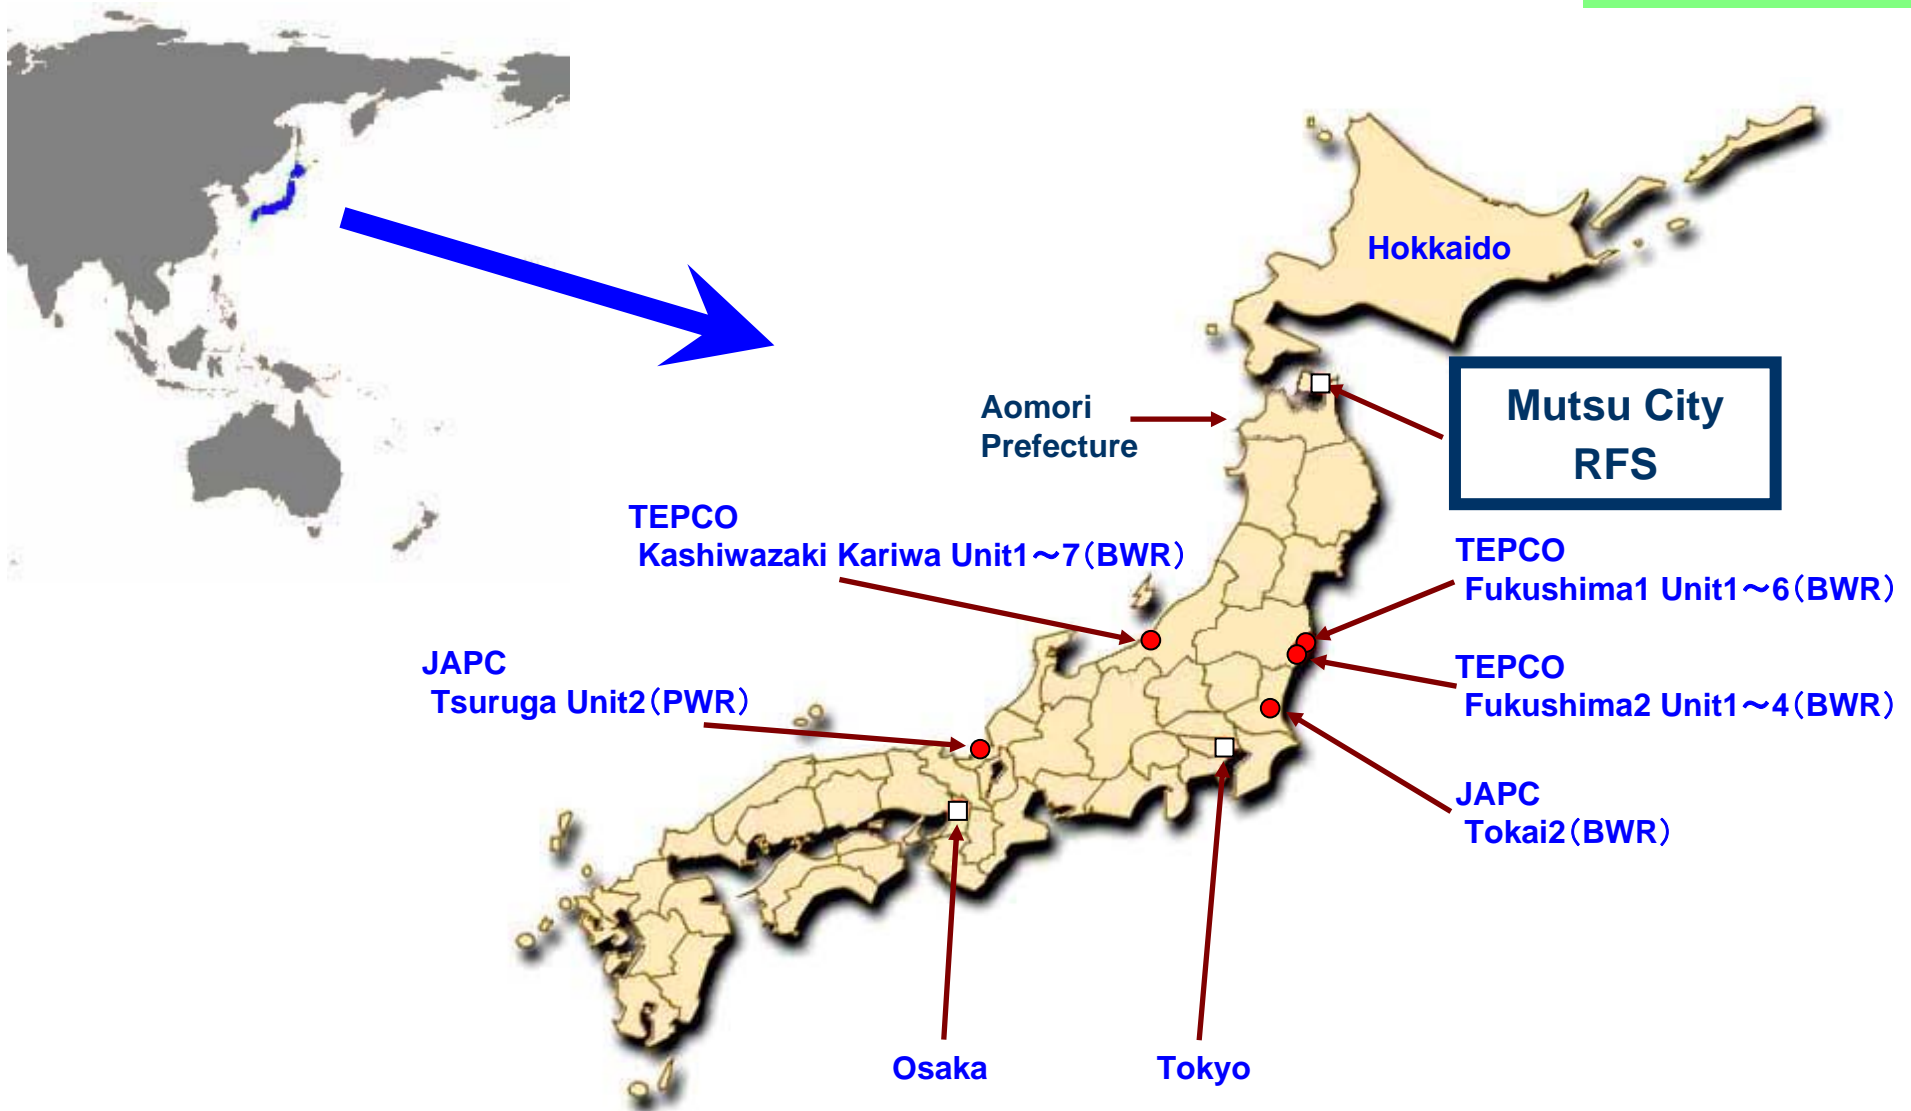 Hokkaido
Mutsu City
RFS
Aomori
Prefecture
TEPCO
Kashiwazaki Kariwa Unit1～7（BWR）
TEPCO
Fukushima1 Unit1～6（BWR）
JAPC
Tsuruga Unit2（PWR）
TEPCO
Fukushima2 Unit1～4（BWR）
JAPC
Tokai2（BWR）
Osaka
Tokyo